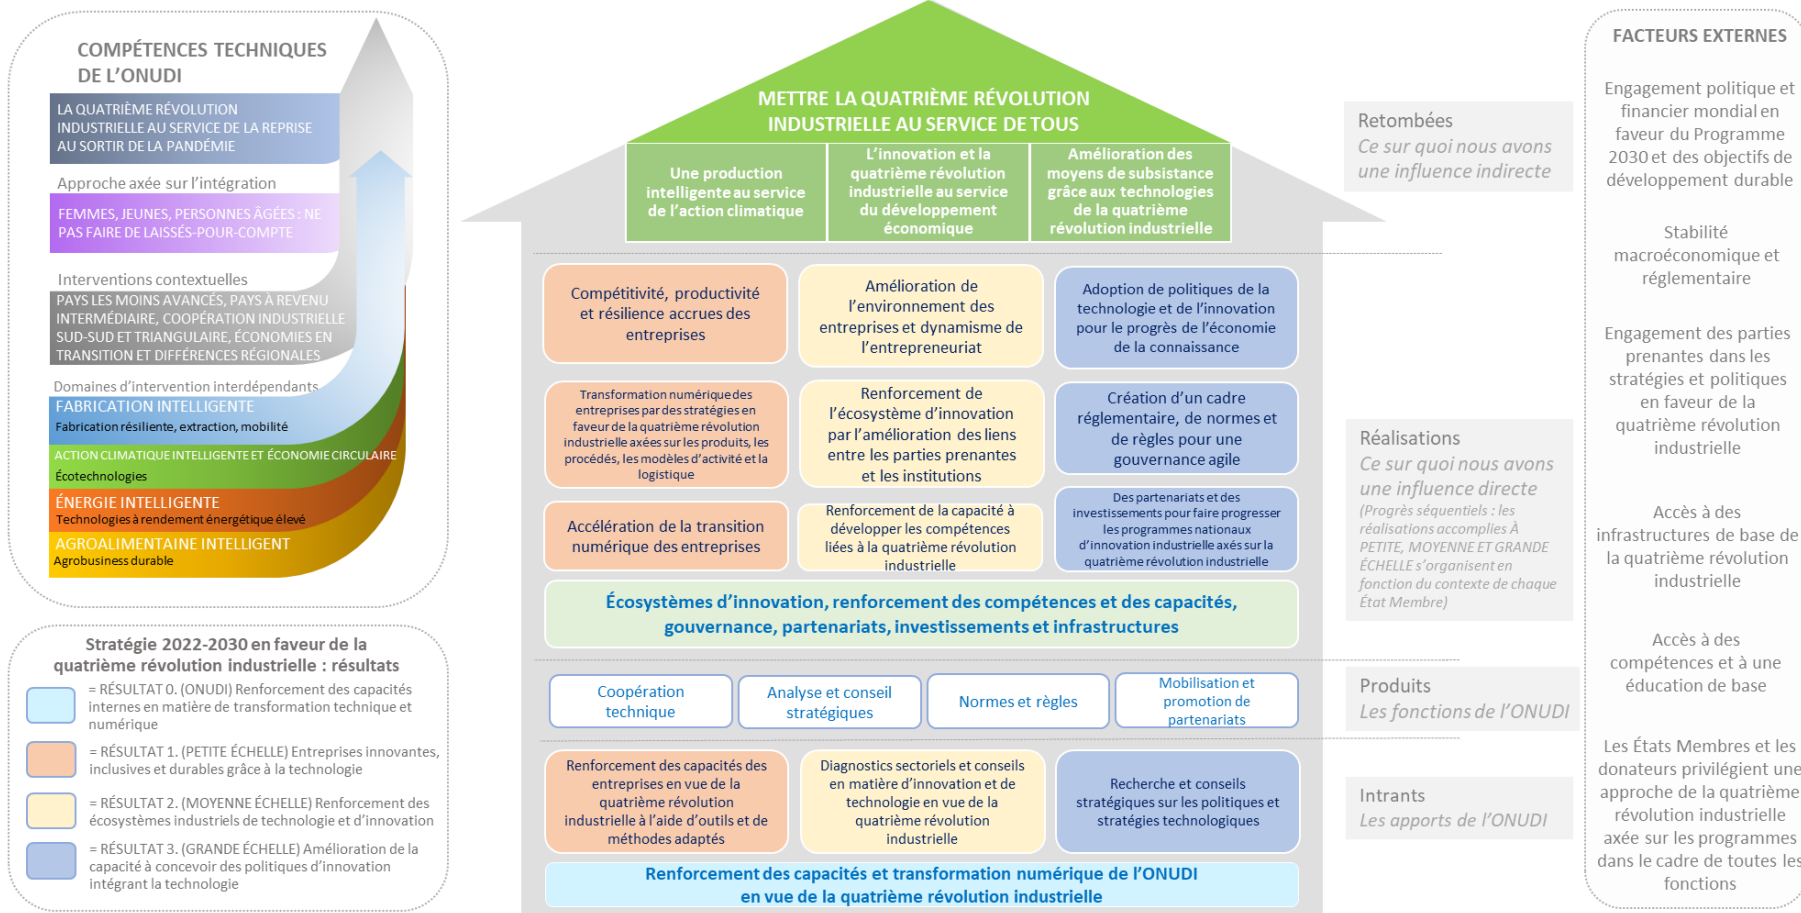 COMPÉTENCES TECHNIQUES
DE L'ONUDI
LA QUATRIÈME RÉVOLUTION
INDUSTRIELLE AU SERVICE DE LA REPRISE
AU SORTIR DE LA PANDÉMIE
Approche axée sur l'intégration
FEMMES, JEUNES, PERSONNES ÂGÉES : NE
PAS FAIRE DE LAISSÉS-POUR-COMPTE
Interventions contextuelles
PAYS LES MOINS AVANCÉS, PAYS À REVENU
INTERMÉDIAIRE, COOPÉRATION INDUSTRIELLE
SUD-SUD ET TRIANGULAIRE, ÉCONOMIES EN
TRANSITION ET DIFFÉRENCES RÉGIONALES
Domaines d'intervention interdépendants
FABRICATION INTELLIGENTE
Fabrication résiliente, extraction, mobilité
ACTION CLIMATIQUE INTELLIGENTE ET ÉCONOMIE CIRCULAIRE
Écotechnologies
ÉNERGIE INTELLIGENTE
Technologies à rendement énergétique élevé
AGROALIMENTAIRE INTELLIGENT
Agrobusiness durable
Stratégie 2022-2030 en faveur de la
quatrième révolution industrielle : résultats
= RÉSULTAT 0. (ONUDI) Renforcement des capacités
internes en matière de transformation technique et
numérique
= RÉSULTAT 1. (PETITE ÉCHELLE) Entreprises innovantes,
inclusives et durables grâce à la technologie
= RÉSULTAT 2. (MOYENNE ÉCHELLE) Renforcement des
écosystèmes industriels de technologie et d'innovation
= RÉSULTAT 3. (GRANDE ÉCHELLE) Amélioration de la
capacité à concevoir des politiques d'innovation
intégrant la technologie
METTRE LA QUATRIÈME RÉVOLUTION
INDUSTRIELLE AU SERVICE DE TOUS
Une production
intelligente au service
de l'action climatique
L'innovation et la
quatrième révolution
industrielle au service
du développement
économique
Amélioration des
moyens de subsistance
grâce aux technologies
de la quatrième
révolution industrielle
Compétitivité, productivité
et résilience accrues des
entreprises
Amélioration de
l'environnement des
entreprises et dynamisme de
l'entrepreneuriat
Adoption de politiques de la
technologie et de l'innovation
pour le progrès de l'économie
de la connaissance
Transformation numérique des
entreprises par des stratégies en
faveur de la quatrième révolution
industrielle axées sur les produits, les
procédés, les modèles d'activité et la
logistique
Renforcement de
l'écosystème d'innovation
par l'amélioration des liens
entre les parties prenantes
et les institutions
Création d'un cadre
réglementaire, de normes et
de règles pour une
gouvernance agile
Accélération de la transition
numérique des entreprises
Renforcement de la capacité à
développer les compétences
liées à la quatrième révolution
industrielle
Des partenariats et des
investissements pour faire progresser
les programmes nationaux
d'innovation industrielle axés sur la
quatrième révolution industrielle
Écosystèmes d'innovation, renforcement des compétences et des capacités,
gouvernance, partenariats, investissements et infrastructures
Coopération
technique
Analyse et conseil
stratégiques
Normes et règles
Mobilisation et
promotion de
partenariats
Renforcement des capacités des
entreprises en vue de la
quatrième révolution
industrielle à l'aide d'outils et de
méthodes adaptés
Diagnostics sectoriels et conseils
en matière d'innovation et de
technologie en vue de la
quatrième révolution
industrielle
Recherche et conseils
stratégiques sur les politiques et
stratégies technologiques
Renforcement des capacités et transformation numérique de l'ONUDI
en vue de la quatrième révolution industrielle
Retombées
Ce sur quoi nous avons
une influence indirecte
Réalisations
Ce sur quoi nous avons
une influence directe
(Progrès séquentiels : les
réalisations accomplies À
PETITE, MOYENNE ET GRANDE
ÉCHELLE s'organisent en
fonction du contexte de chaque
État Membre)
Produits
Les fonctions de l'ONUDI
Intrants
Les apports de l'ONUDI
FACTEURS EXTERNES
Engagement politique et
financier mondial en
faveur du Programme
2030 et des objectifs de
développement durable
Stabilité
macroéconomique et
réglementaire
Engagement des parties
prenantes dans les
stratégies et politiques
en faveur de la
quatrième révolution
industrielle
Accès à des
infrastructures de base de
la quatrième révolution
industrielle
Accès à des
compétences et à une
éducation de base
Les États Membres et les
donateurs privilégient une
approche de la quatrième
révolution industrielle
axée sur les programmes
dans le cadre de toutes les
fonctions